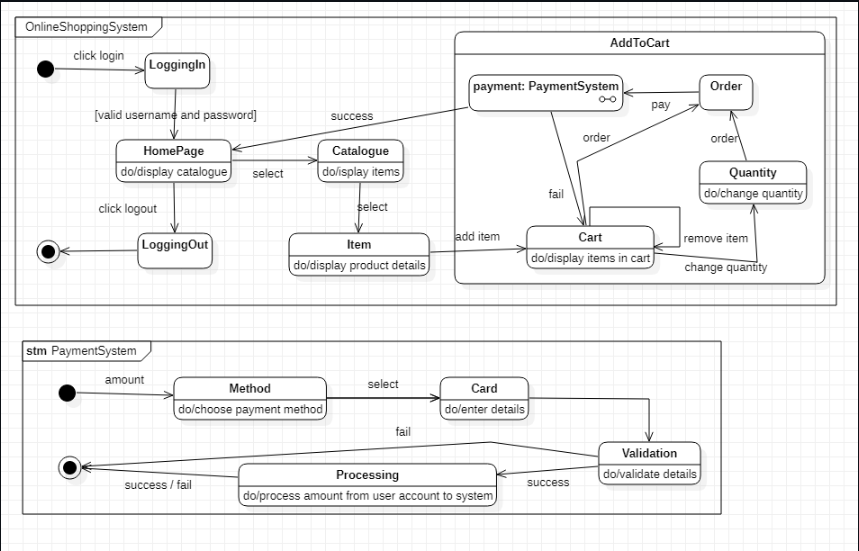 OnlineShoppingSystem
click login
LoggingIn
[valid username and password]
HomePage
do/display catalogue
select
Catalogue
do/isplay items
select
click logout
LoggingOut
Item
do/display product details
add item
success
AddToCart
payment: PaymentSystem
pay
Order
order
order
Quantity
do/change quantity
fail
Cart
do/display items in cart
remove item
change quantity
stm PaymentSystem
amount
Method
do/choose payment method
select
Card
do/enter details
fail
Validation
do/validate details
success
Processing
do/process amount from user account to system
success / fail